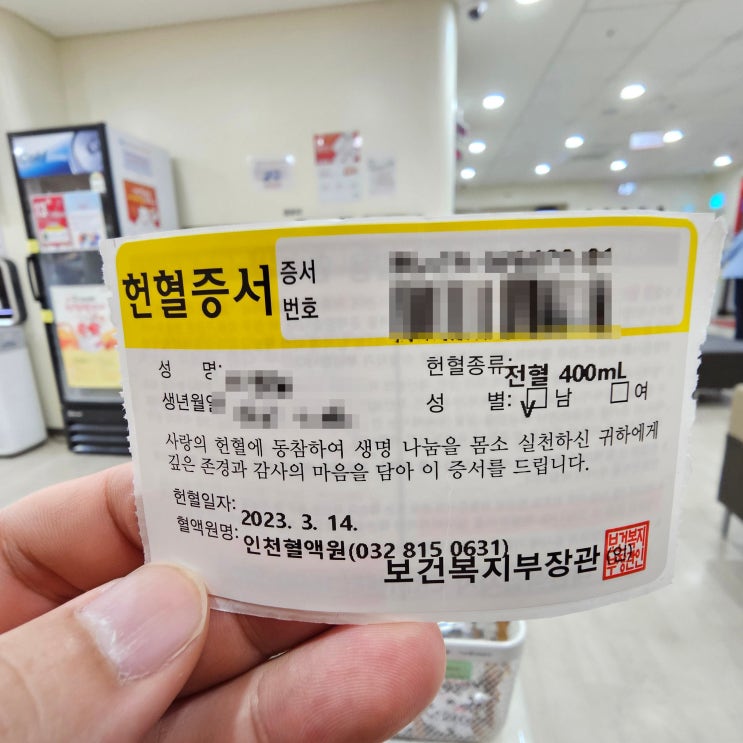 헌혈증서
증서
번호
성 명:
헌혈종류: 전혈 400mL
생년월일
성 별: 남 여
사랑의 헌혈에 동참하여 생명 나눔을 몸소 실천하신 귀하에게
깊은 존경과 감사의 마음을 담아 이 증서를 드립니다.
헌혈일자: 2023. 3. 14.
혈액원명: 인천혈액원(032 815 0631)
보건복지부장관 (인)